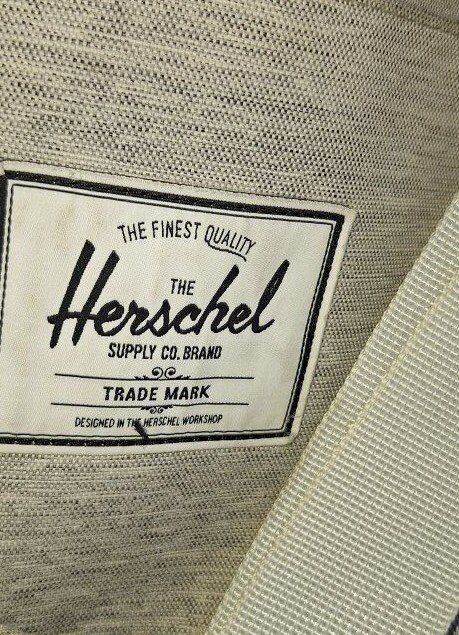 THE FINEST QUALITY
THE
Herschel
SUPPLY CO. BRAND
TRADE MARK
DESIGNED IN THE HERSCHEL WORKSHOP